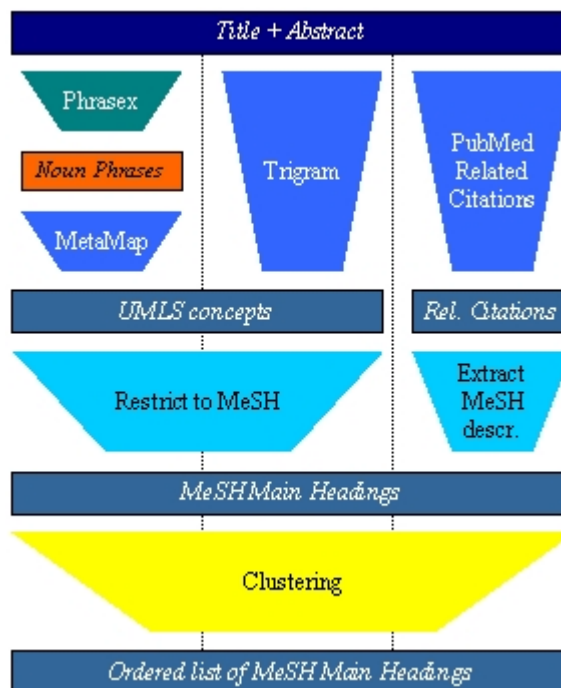 Title + Abstract
Phrasex
Noun Phrases
MetaMap
Trigram
PubMed
Related
Citations
UMLS concepts
Rel. Citations
Restrict to MeSH
Extract
MeSH
descr.
MeSH Main Headings
Clustering
Ordered list of MeSH Main Headings